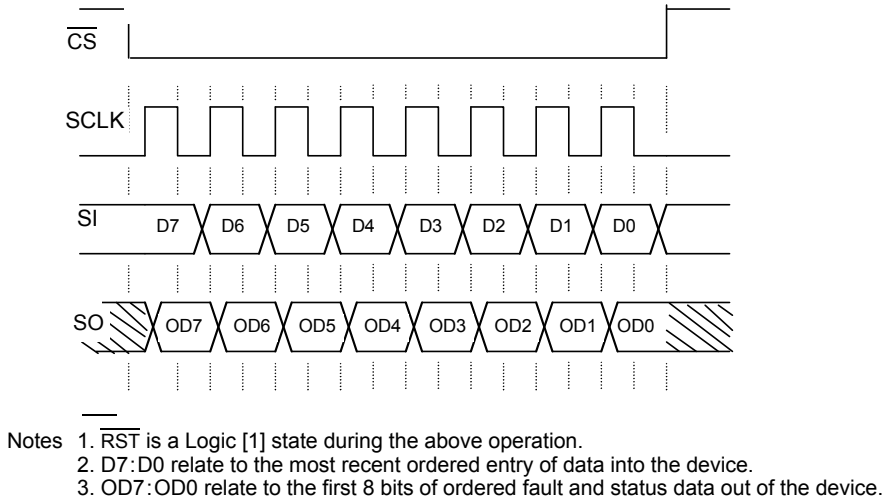 CS
SCLK
SI D7 D6 D5 D4 D3 D2 D1 D0
SO OD7 OD6 OD5 OD4 OD3 OD2 OD1 OD0
Notes 1. RST is a Logic [1] state during the above operation.
2. D7:D0 relate to the most recent ordered entry of data into the device.
3. OD7:OD0 relate to the first 8 bits of ordered fault and status data out of the device.